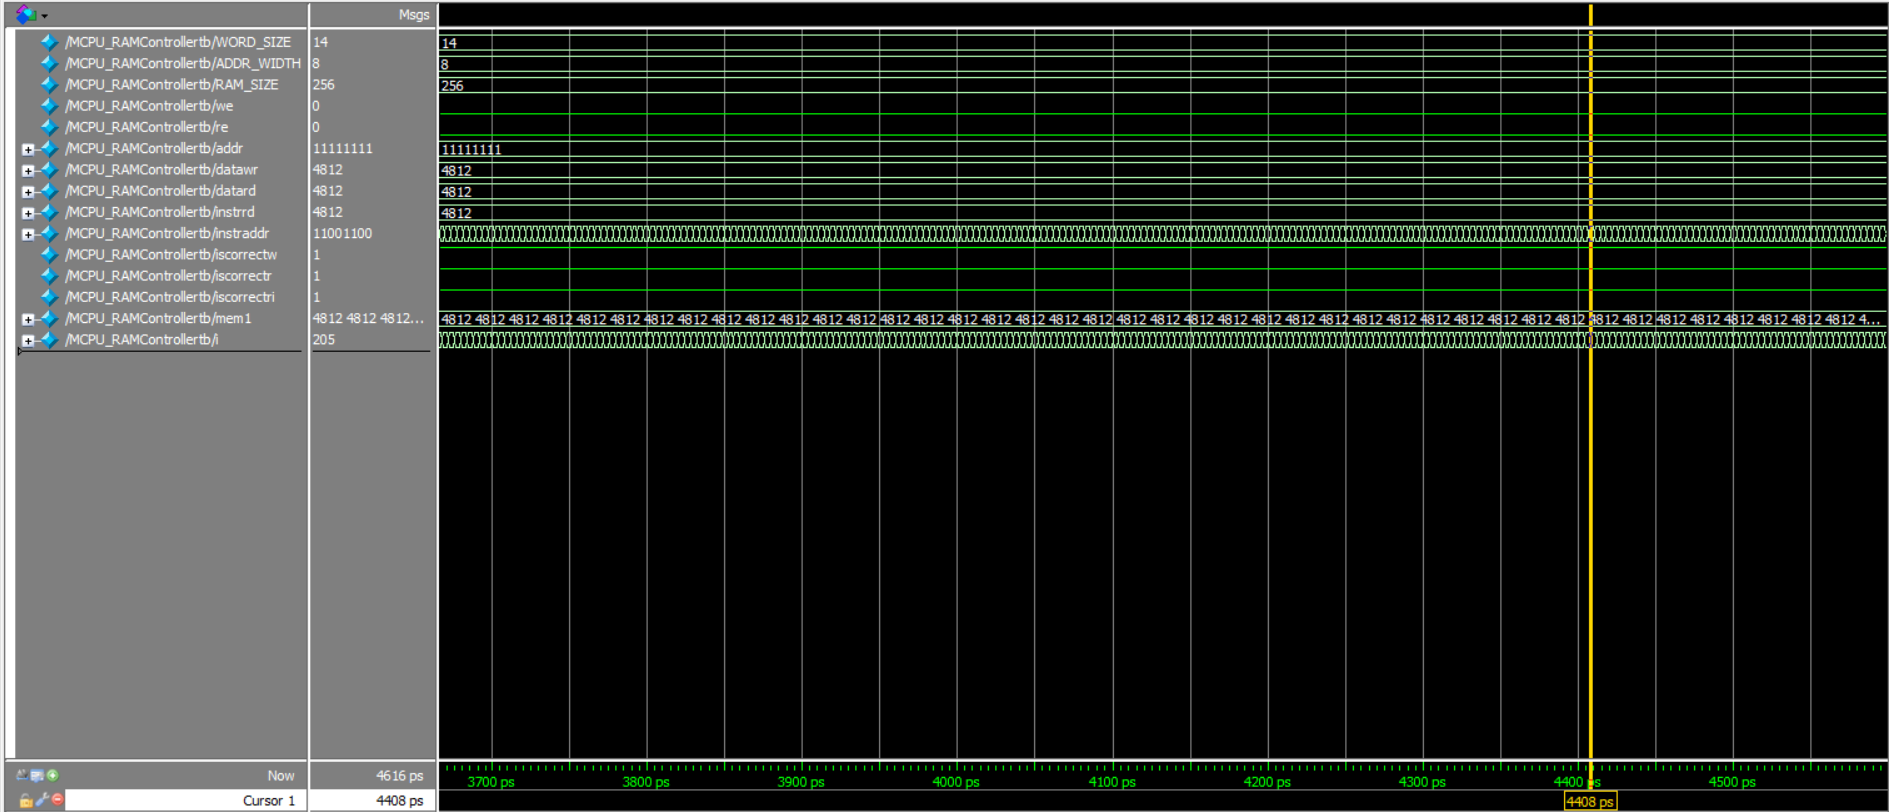 Msgs
/MCPU_RAMControllertb/WORD_SIZE 14 14
/MCPU_RAMControllertb/ADDR_WIDTH 8 8
/MCPU_RAMControllertb/RAM_SIZE 256 256
/MCPU_RAMControllertb/we 0
/MCPU_RAMControllertb/re 0
/MCPU_RAMControllertb/addr 11111111 11111111
/MCPU_RAMControllertb/datawr 4812 4812
/MCPU_RAMControllertb/datard 4812 4812
/MCPU_RAMControllertb/instrrd 4812 4812
/MCPU_RAMControllertb/instraddr 11001100
/MCPU_RAMControllertb/iscorrectw 1
/MCPU_RAMControllertb/iscorrectr 1
/MCPU_RAMControllertb/iscorrectri 1
/MCPU_RAMControllertb/mem1 4812 4812 4812... 4812 4812 4812 4812 4812 4812 4812 4812 4812 4812 4812 4812 4812 4812 4812 4812 4812 4812 4812 4812 4812 4812 4812 4812 4812 4812 4812 4812 4812 4812 4812 4812 4812 4812 4812 4812 4812 4812 4812 4812 4812 4812 4...
/MCPU_RAMControllertb/i 205
Now 4616 ps 3700 ps 3800 ps 3900 ps 4000 ps 4100 ps 4200 ps 4300 ps 4400 ps 4500 ps
Cursor 1 4408 ps 4408 ps